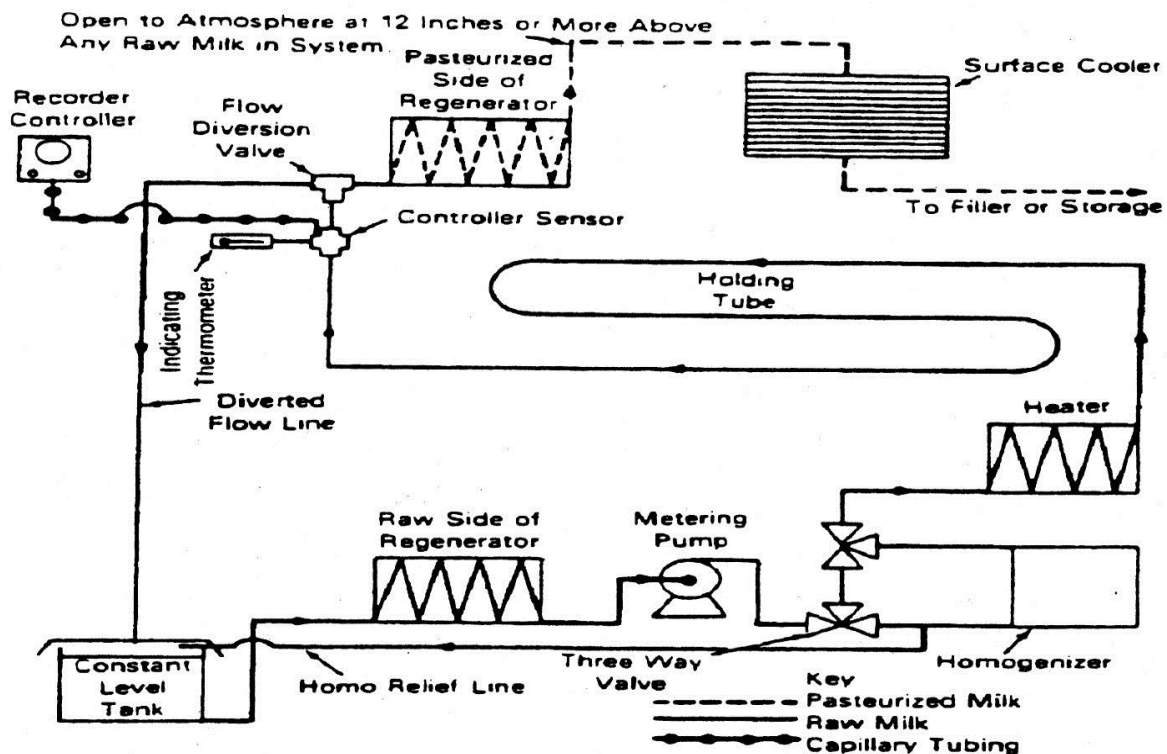 Open to Atmosphere at 12 Inches or More Above
Any Raw Milk in System
Pasteurized
Side of
Regenerator
Surface Cooler
Recorder
Controller
Flow
Diversion
Valve
To Filler or Storage
Controller Sensor
Holding
Tube
Indicating
Thermometer
Diverted
Flow Line
Heater
Raw Side of
Regenerator
Metering
Pump
Constant
Level
Tank
Homo Relief Line
Three Way
Valve
Homogenizer
Key
Pasteurized Milk
Raw Milk
Capillary Tubing